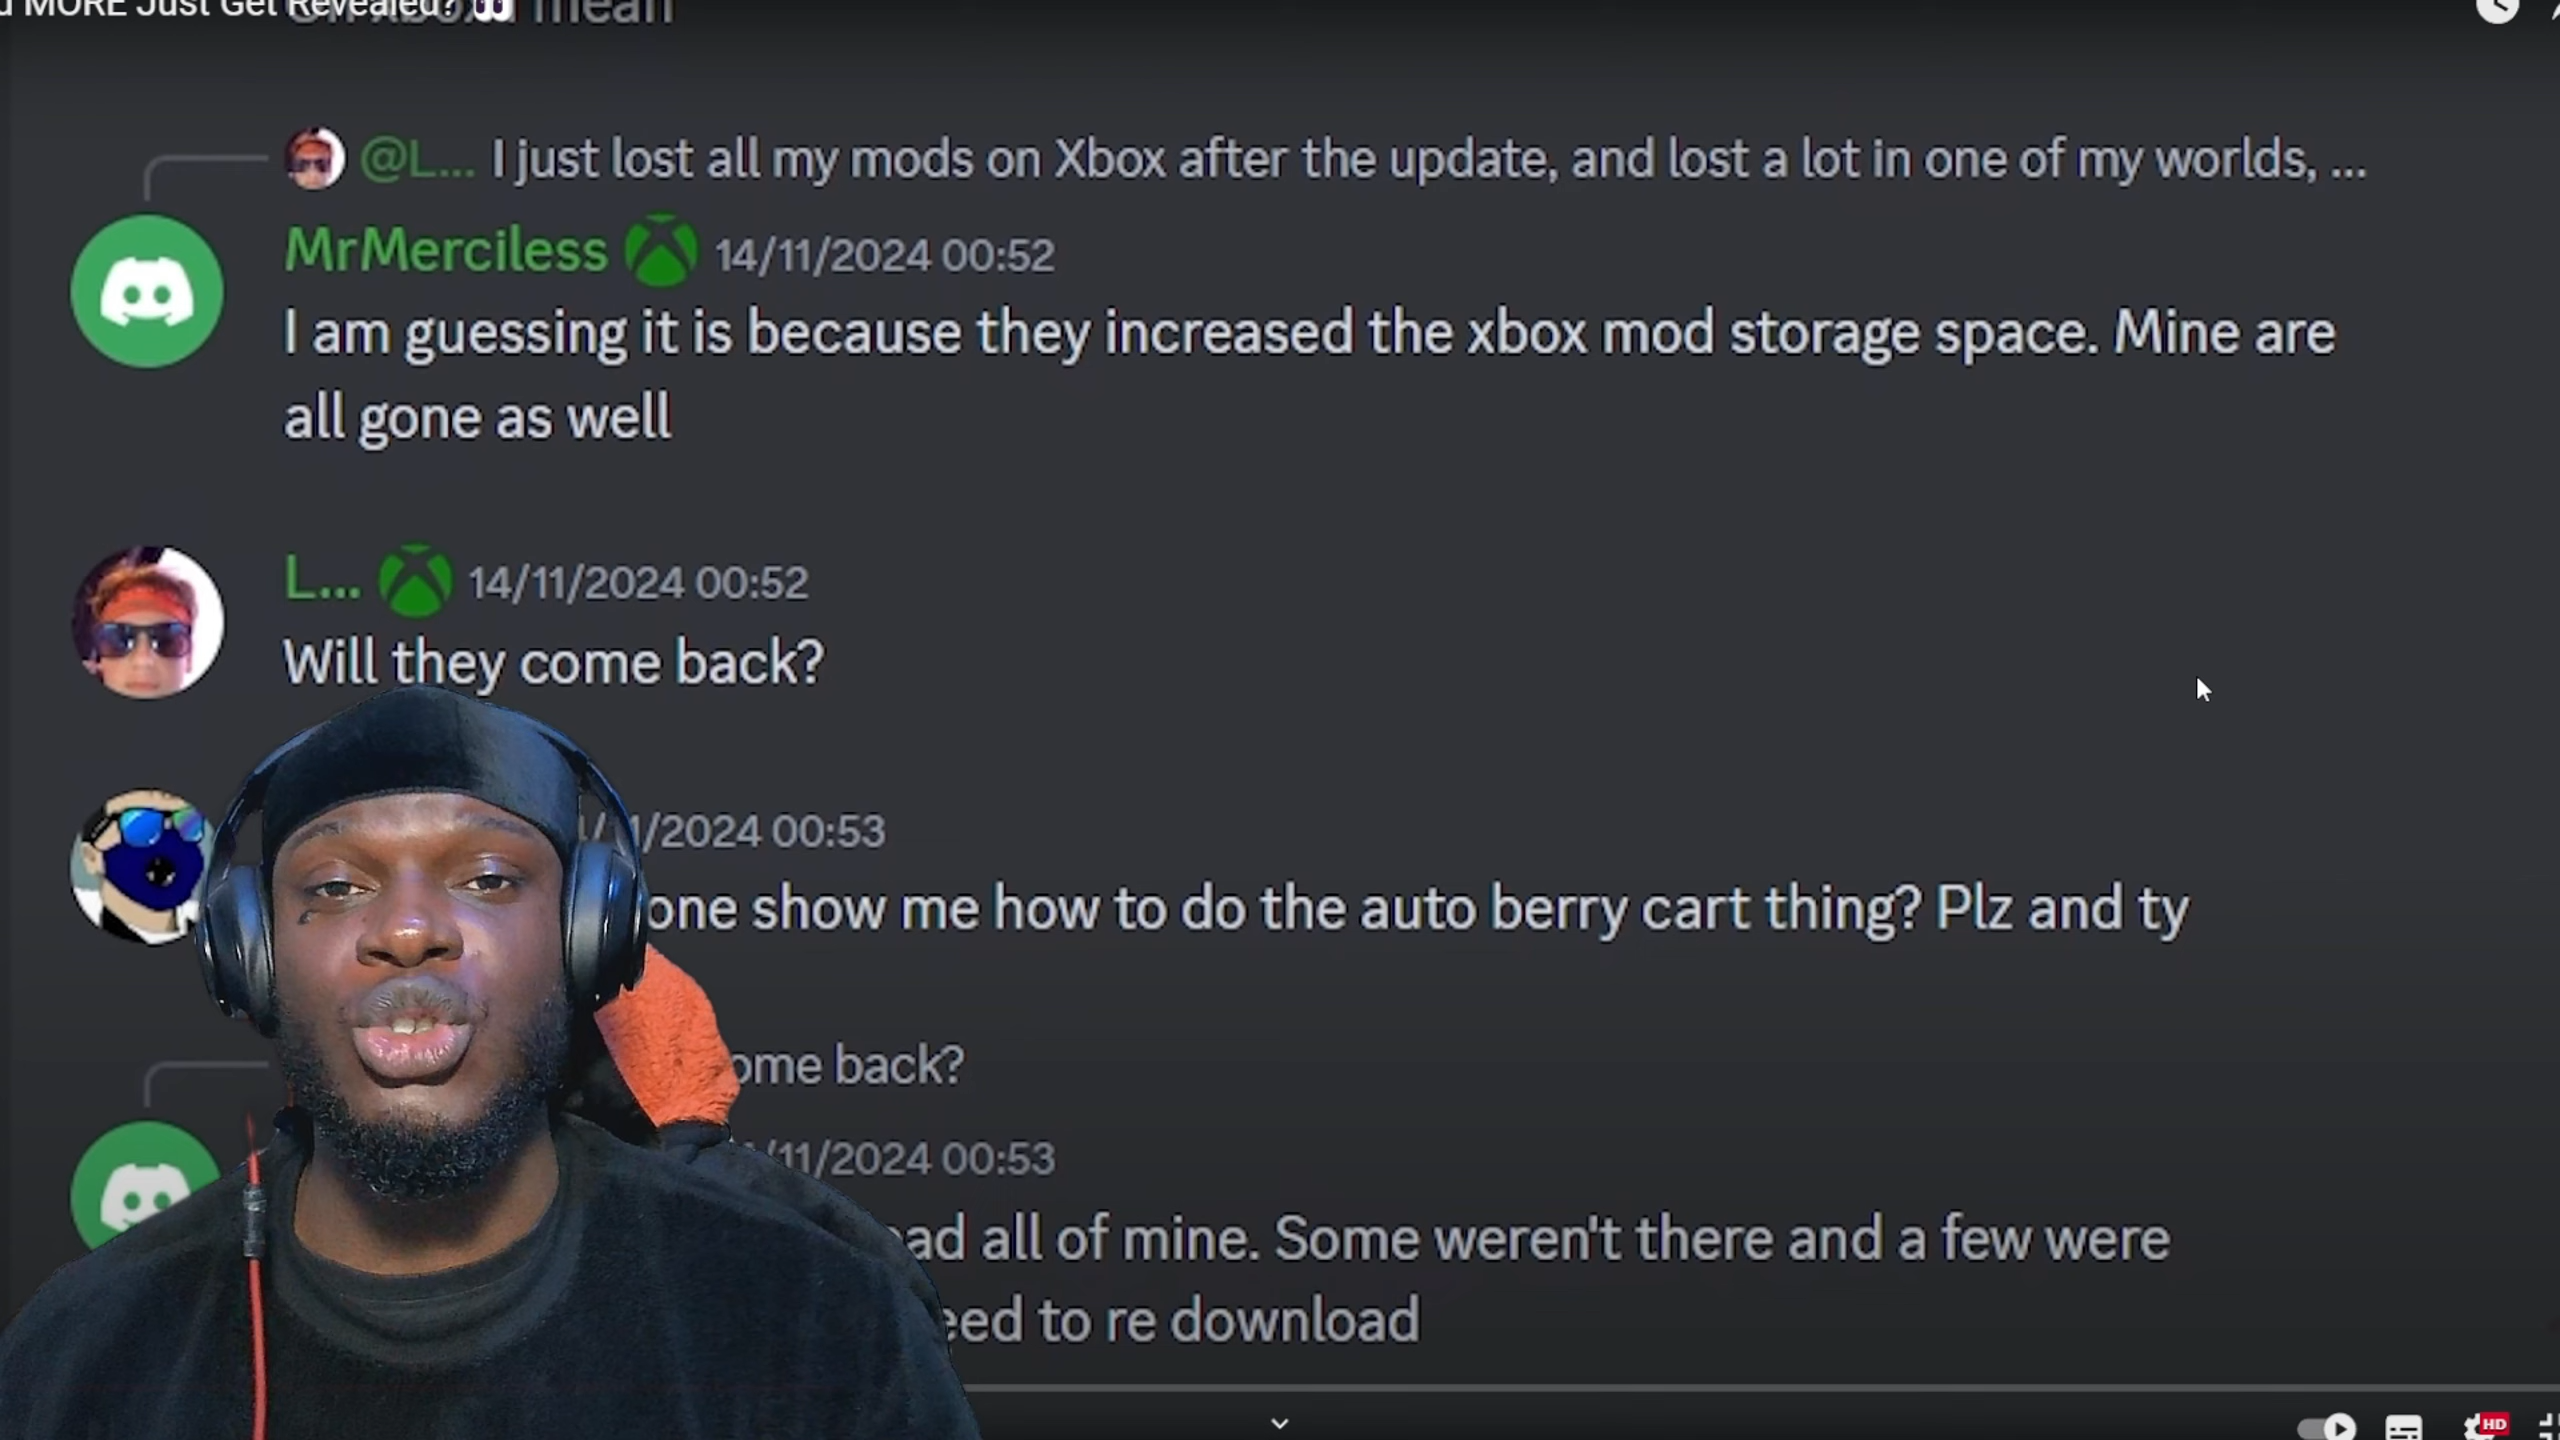 MORE Just Get Revealed? 👀
mean
@L... I just lost all my mods on Xbox after the update, and lost a lot in one of my worlds, ...
MrMerciless 14/11/2024 00:52
I am guessing it is because they increased the xbox mod storage space. Mine are
all gone as well
L... 14/11/2024 00:52
Will they come back?
/2024 00:53
one show me how to do the auto berry cart thing? Plz and ty
ome back?
/11/2024 00:53
ad all of mine. Some weren't there and a few were
eed to re download
HD